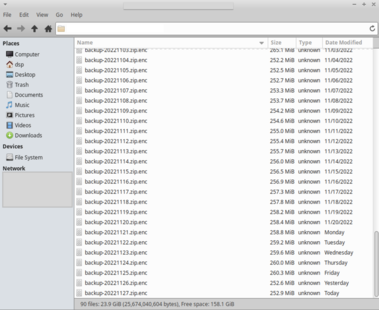 File Edit View Go Help
Places
Computer
dsp
Desktop
Trash
Documents
Music
Pictures
Videos
Downloads
Devices
File System
Network
Name Size Type Date Modified
backup-20221103.zip.enc 265.1 MiB unknown 11/03/2022
backup-20221104.zip.enc 252.2 MiB unknown 11/04/2022
backup-20221105.zip.enc 252.5 MiB unknown 11/05/2022
backup-20221106.zip.enc 252.7 MiB unknown 11/06/2022
backup-20221107.zip.enc 253.3 MiB unknown 11/07/2022
backup-20221108.zip.enc 253.7 MiB unknown 11/08/2022
backup-20221109.zip.enc 254.2 MiB unknown 11/09/2022
backup-20221110.zip.enc 254.6 MiB unknown 11/10/2022
backup-20221111.zip.enc 255.0 MiB unknown 11/11/2022
backup-20221112.zip.enc 255.4 MiB unknown 11/12/2022
backup-20221113.zip.enc 255.7 MiB unknown 11/13/2022
backup-20221114.zip.enc 256.0 MiB unknown 11/14/2022
backup-20221115.zip.enc 256.5 MiB unknown 11/15/2022
backup-20221116.zip.enc 256.9 MiB unknown 11/16/2022
backup-20221117.zip.enc 257.3 MiB unknown 11/17/2022
backup-20221118.zip.enc 257.8 MiB unknown 11/18/2022
backup-20221119.zip.enc 258.2 MiB unknown 11/19/2022
backup-20221120.zip.enc 258.4 MiB unknown 11/20/2022
backup-20221121.zip.enc 258.8 MiB unknown Monday
backup-20221122.zip.enc 259.2 MiB unknown Tuesday
backup-20221123.zip.enc 259.6 MiB unknown Wednesday
backup-20221124.zip.enc 260.0 MiB unknown Thursday
backup-20221125.zip.enc 260.3 MiB unknown Friday
backup-20221126.zip.enc 252.6 MiB unknown Yesterday
backup-20221127.zip.enc 252.9 MiB unknown Today
90 files: 23.9 GiB (25,674,040,604 bytes), Free space: 158.1 GiB